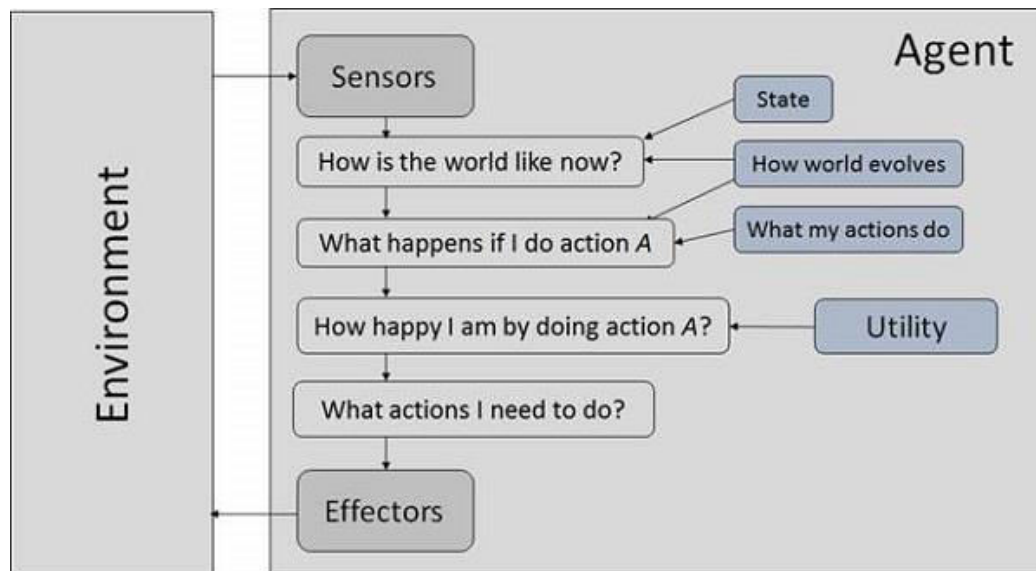 Agent
Sensors
State
How is the world like now?
How world evolves
What happens if I do action A
What my actions do
How happy I am by doing action A?
Utility
What actions I need to do?
Effectors
Environment